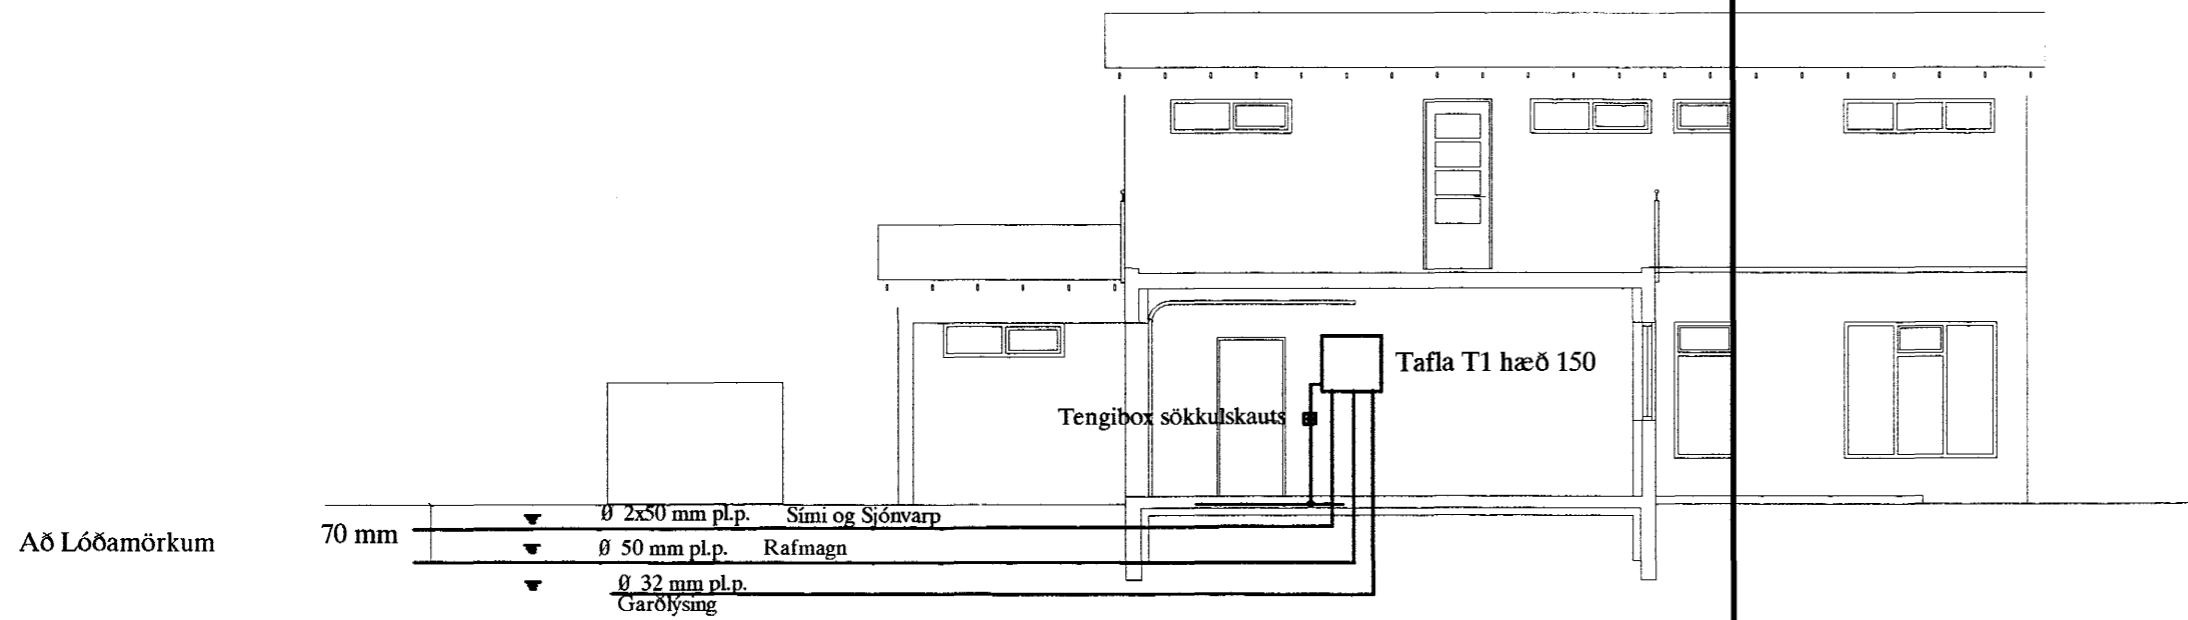 Tafla T1 hæð 150
Tengibox sökkulskauts
Ø 2x50 mm pl.p. Sími og Sjónvarp
Að Lóðamörkum 70 mm
Ø 50 mm pl.p. Rafmagn
Ø 32 mm pl.p.
Garðlýsing